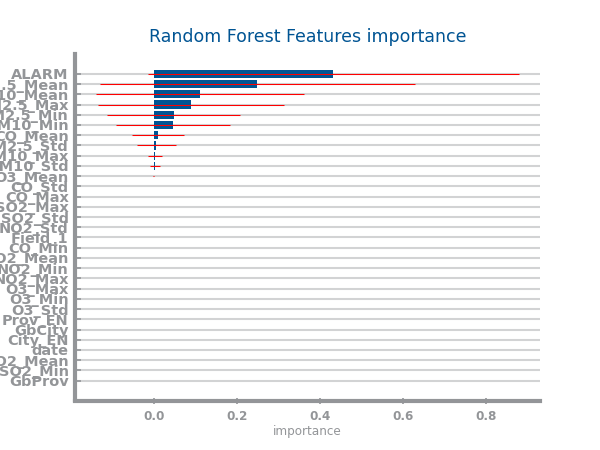 Random Forest Features importance
ALARM
.5_Mean
10_Mean
M2.5_Max
M2.5_Min
M10_Min
CO_Mean
M2.5_Std
M10_Max
M10_Std
O3_Mean
CO_Std
CO_Max
SO2_Max
SO2_Std
NO2_Std
Field_1
CO_Min
O2_Mean
NO2_Min
NO2_Max
O3_Max
O3_Min
O3_Std
Prov_EN
GbCity
City_EN
date
O2_Mean
SO2_Min
GbProv
0.0 0.2 0.4 0.6 0.8
importance